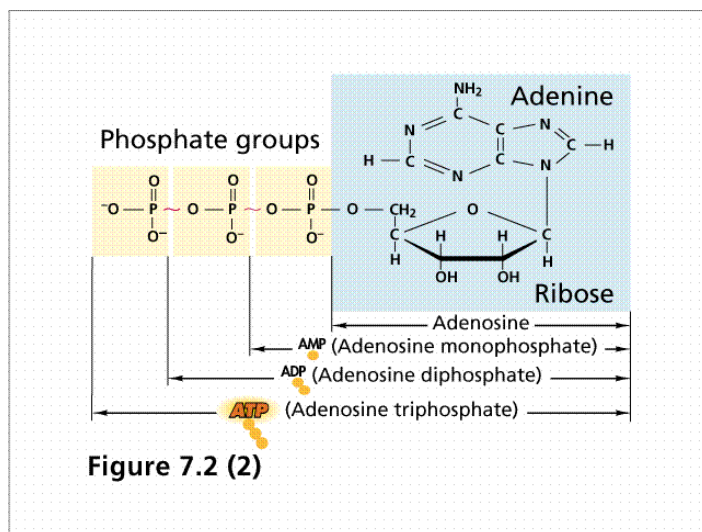 NH2
Adenine
Phosphate groups
N C C N C — H
H — C N C N
O O O
⁻O — P ~ O — P ~ O — P — O — CH2 O
O⁻ O⁻ O⁻ C H H C
H OH OH H
Ribose
Adenosine
AMP (Adenosine monophosphate)
ADP (Adenosine diphosphate)
ATP (Adenosine triphosphate)
Figure 7.2 (2)